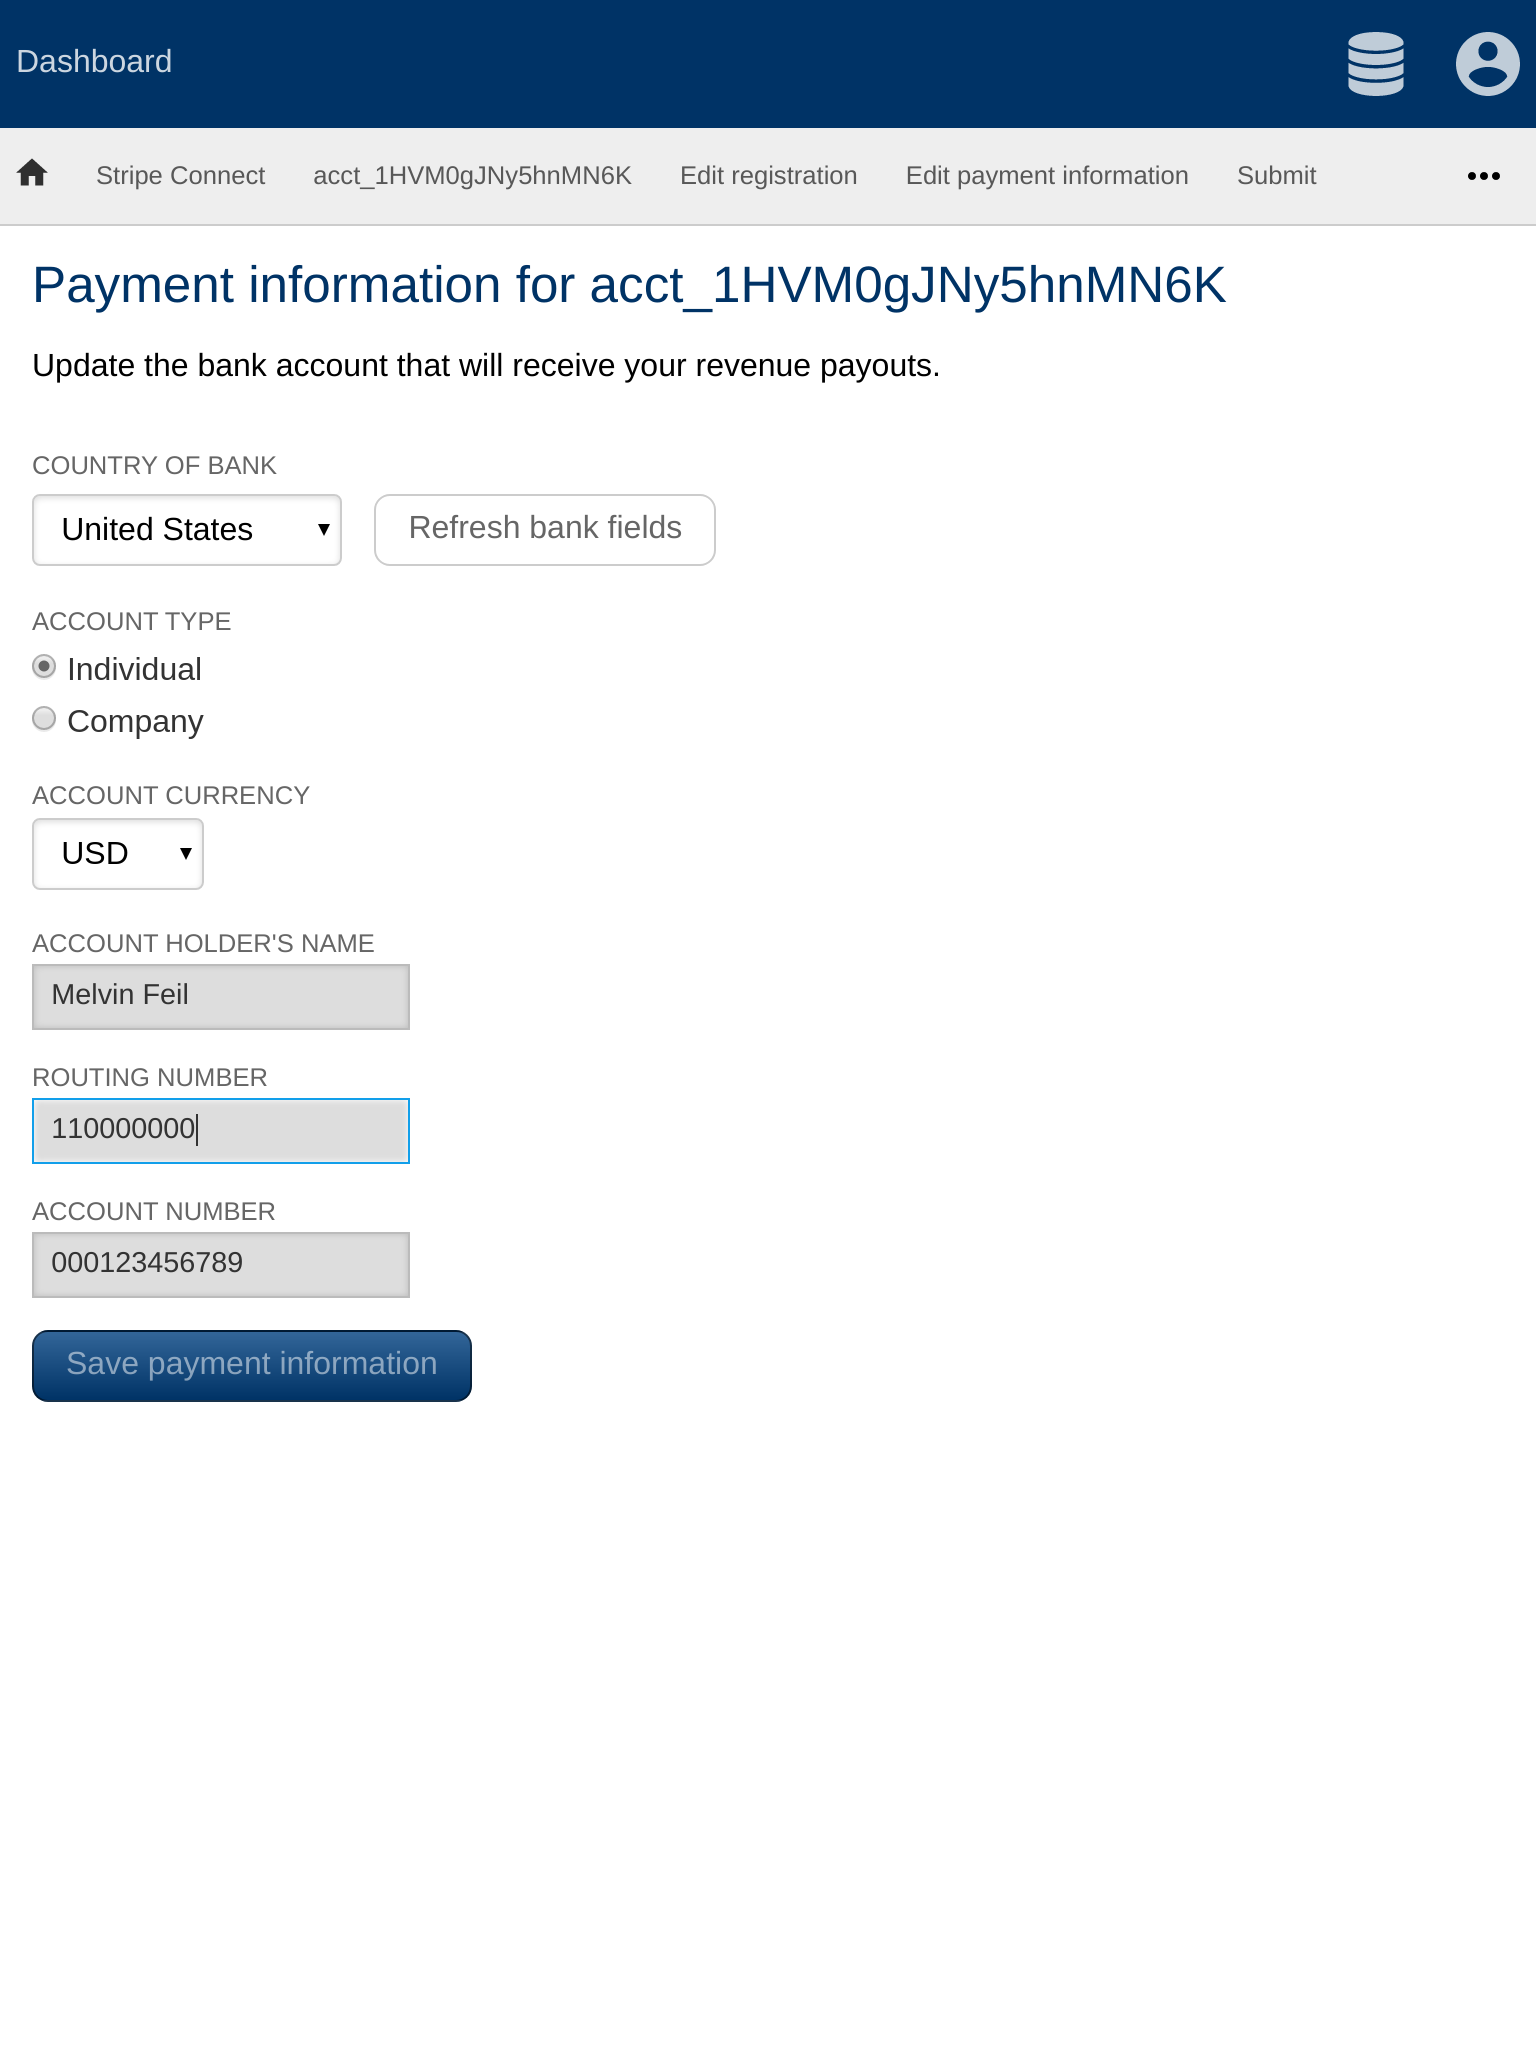 Dashboard
Stripe Connect acct_1HVM0gJNy5hnMN6K Edit registration Edit payment information Submit
Payment information for acct_1HVM0gJNy5hnMN6K
Update the bank account that will receive your revenue payouts.
COUNTRY OF BANK
United States Refresh bank fields
ACCOUNT TYPE
Individual
Company
ACCOUNT CURRENCY
USD
ACCOUNT HOLDER'S NAME
Melvin Feil
ROUTING NUMBER
110000000
ACCOUNT NUMBER
000123456789
Save payment information